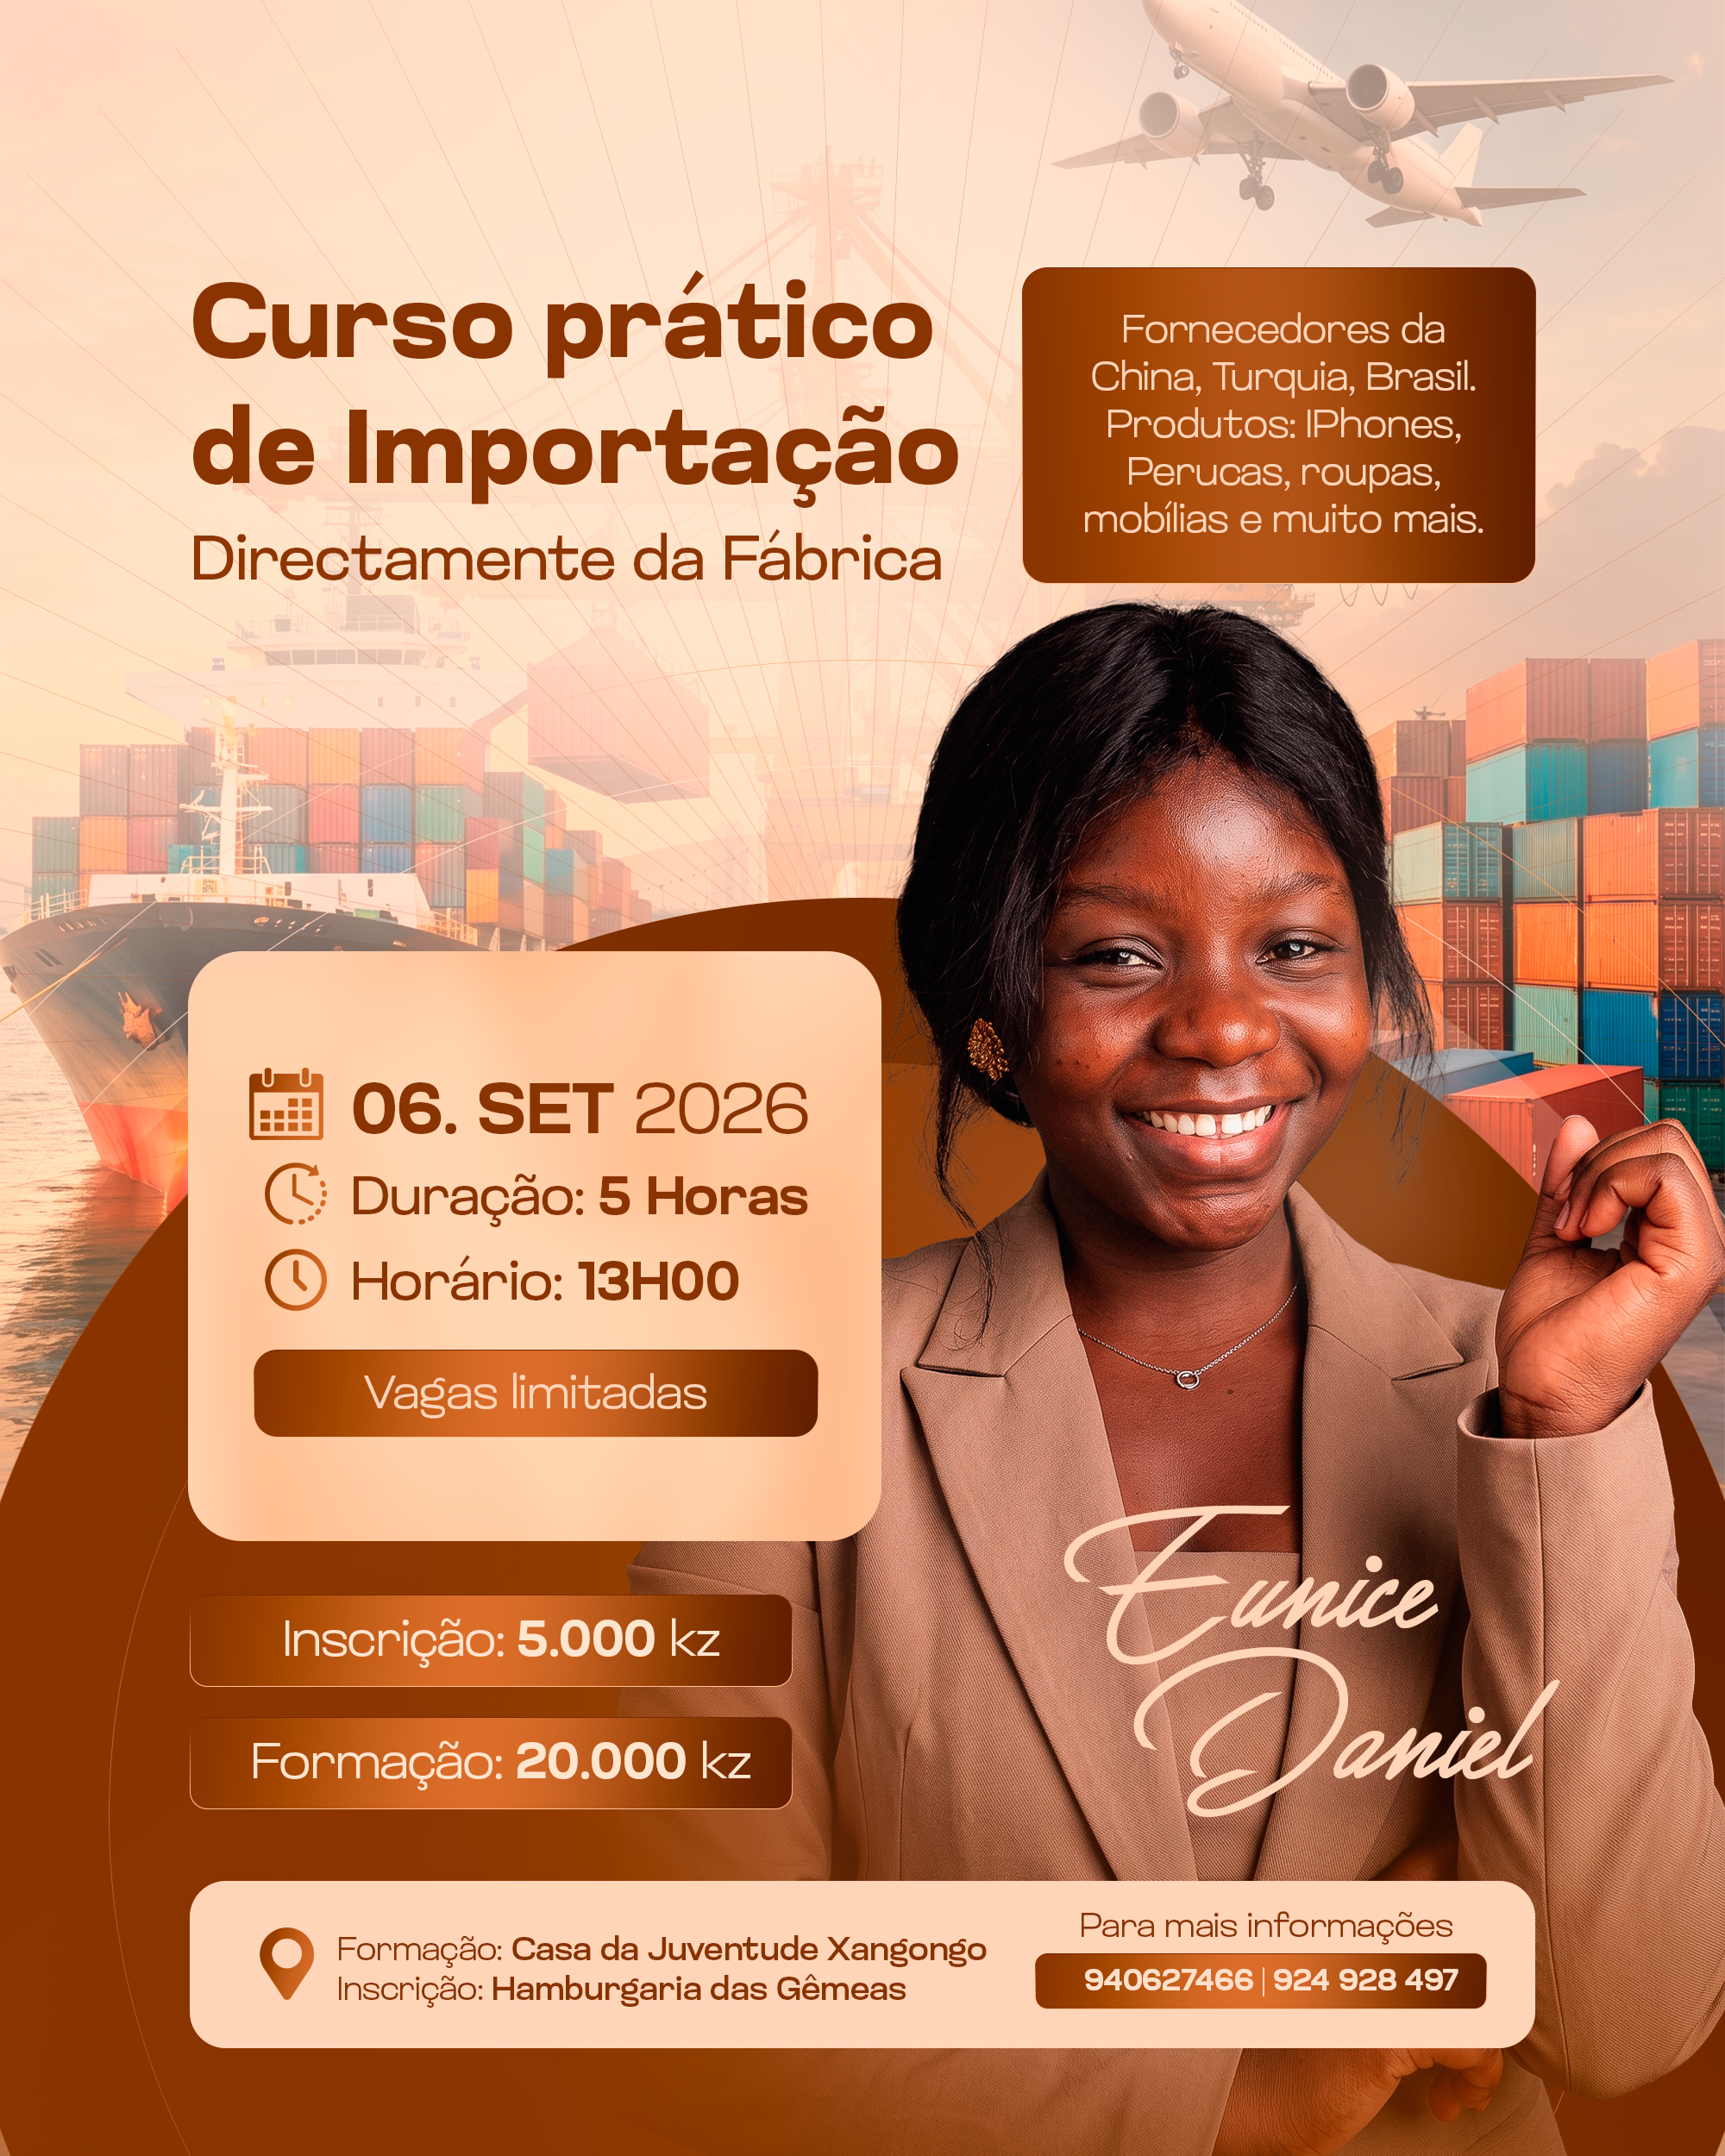 Curso prático
de Importação
Directamente da Fábrica
Fornecedores da
China, Turquia, Brasil.
Produtos: IPhones,
Perucas, roupas,
mobílias e muito mais.
06. SET 2026
Duração: 5 Horas
Horário: 13H00
Vagas limitadas
Eunice
Daniel
Inscrição: 5.000 kz
Formação: 20.000 kz
Formação: Casa da Juventude Xangongo
Inscrição: Hamburgaria das Gêmeas
Para mais informações
940627466 | 924 928 497